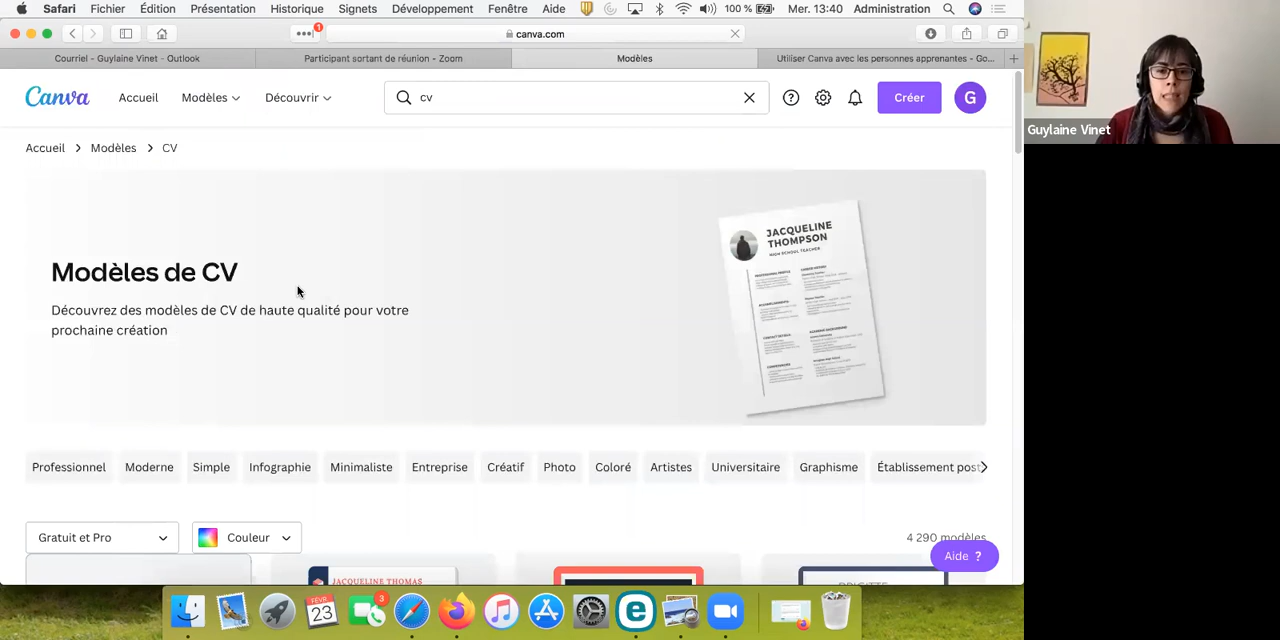 Safari Fichier Édition Présentation Historique Signets Développement Fenêtre Aide 100 % Mer. 13:40 Administration
1
canva.com
Courriel - Guylaine Vinet - Outlook
Participant sortant de réunion - Zoom
Modèles
Utiliser Canva avec les personnes apprenantes - Go...
Canva
Accueil
Modèles
Découvrir
cv
Créer
G
Accueil > Modèles > CV
Modèles de CV
Découvrez des modèles de CV de haute qualité pour votre
prochaine création
JACQUELINE
THOMPSON
HIGH SCHOOL TEACHER
Professionnel
Moderne
Simple
Infographie
Minimaliste
Entreprise
Créatif
Photo
Coloré
Artistes
Universitaire
Graphisme
Établissement post
Gratuit et Pro
Couleur
4 290 modèles
Aide ?
JACQUELINE THOMAS
BRIGITTE
FÉVR.
23
3
Guylaine Vinet